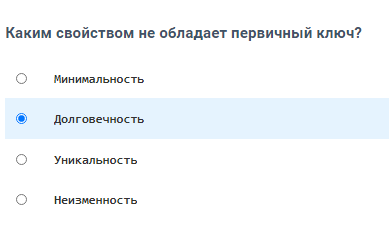 Каким свойством не обладает первичный ключ?
Минимальность
Долговечность
Уникальность
Неизменность